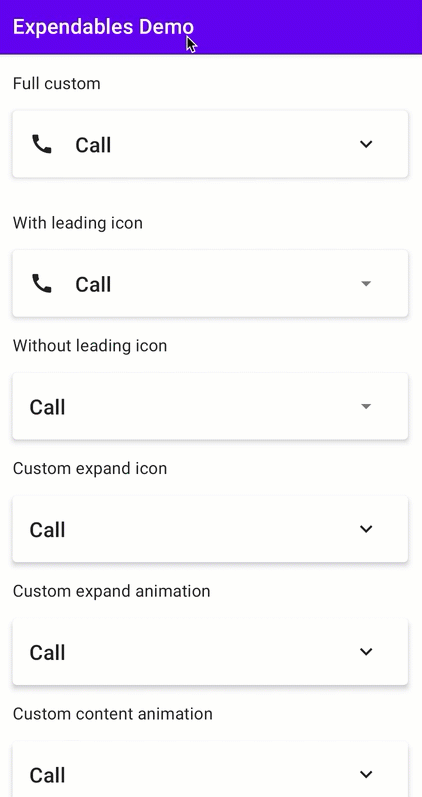 Expendables Demo
Full custom
Call
With leading icon
Call
Without leading icon
Call
Custom expand icon
Call
Custom expand animation
Call
Custom content animation
Call